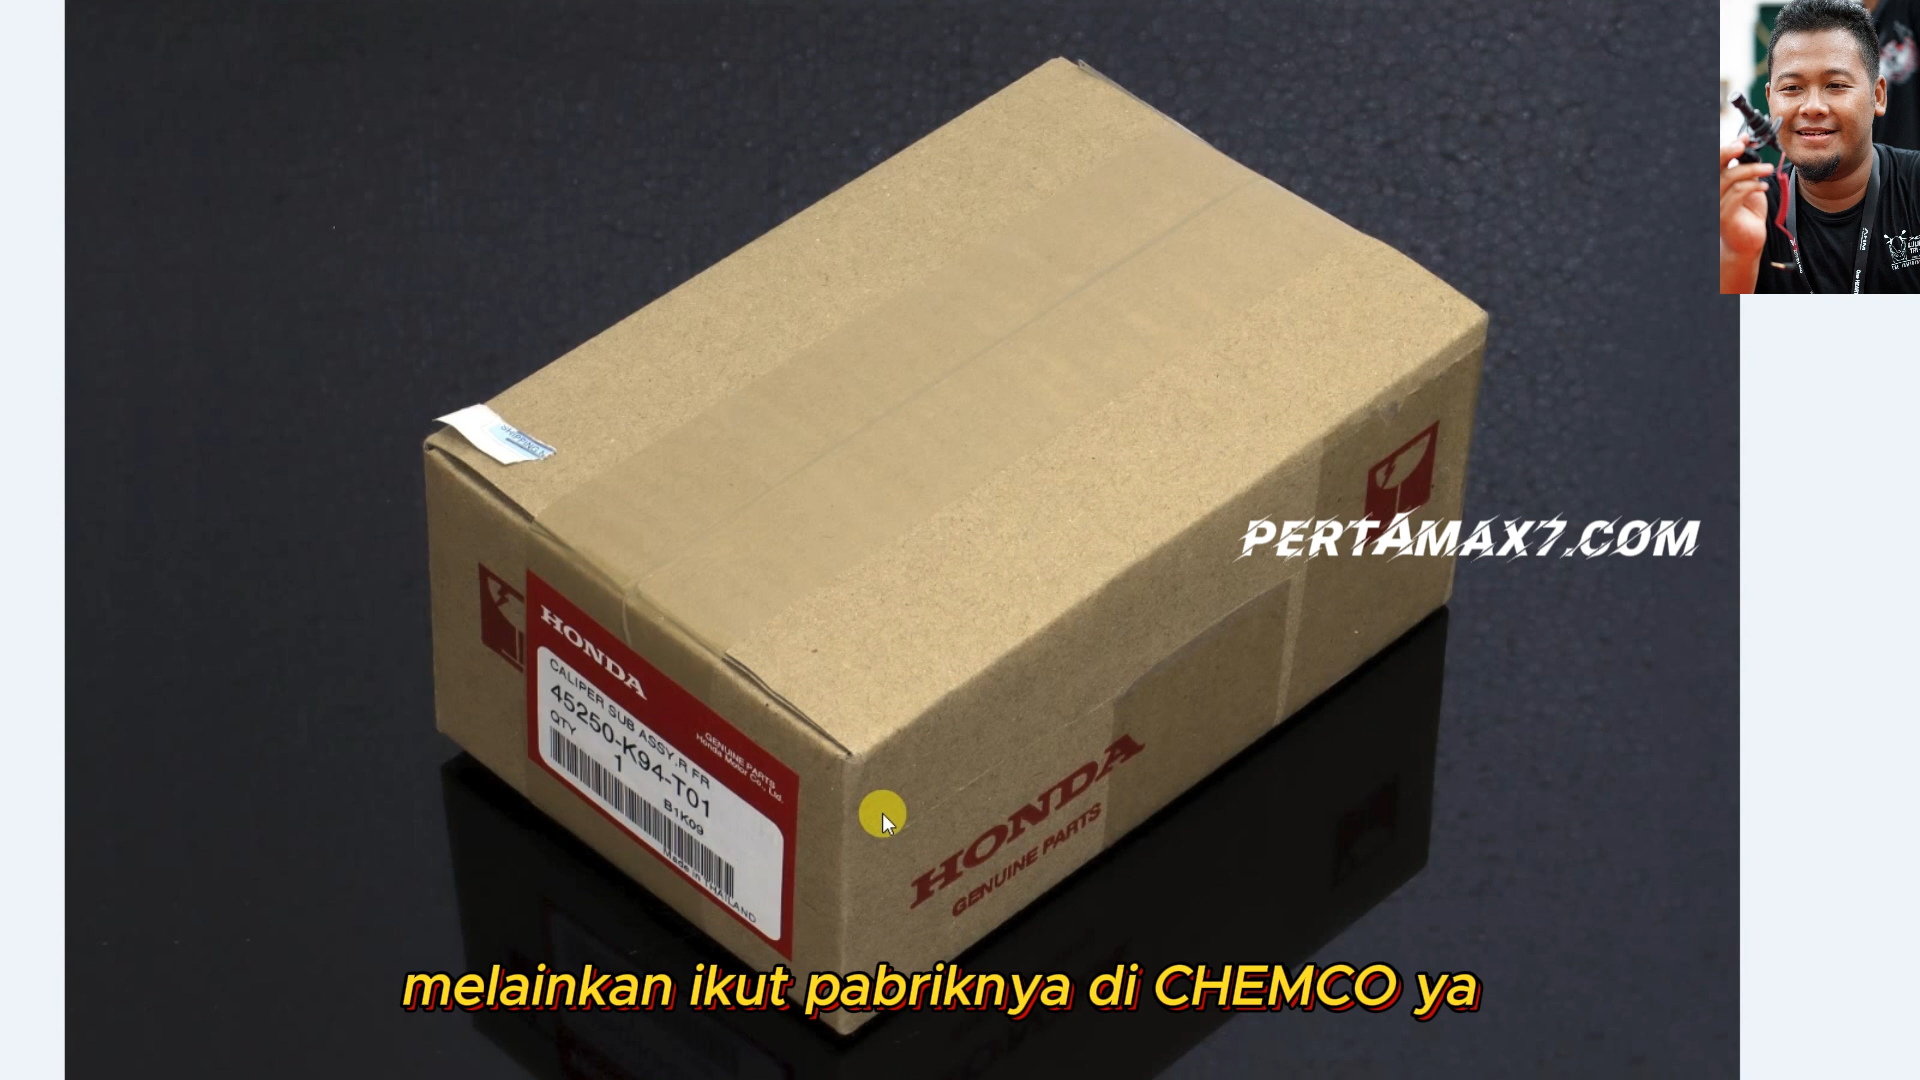 SHIPPING
PERTAMAX7.COM
HONDA
GENUINE PARTS
Honda Motor Co., Ltd.
CALIPER SUB ASSY,R FR
45250-K94-T01
QTY
1
B1K09
Made in THAILAND
HONDA
GENUINE PARTS
melainkan ikut pabriknya di CHEMCO ya